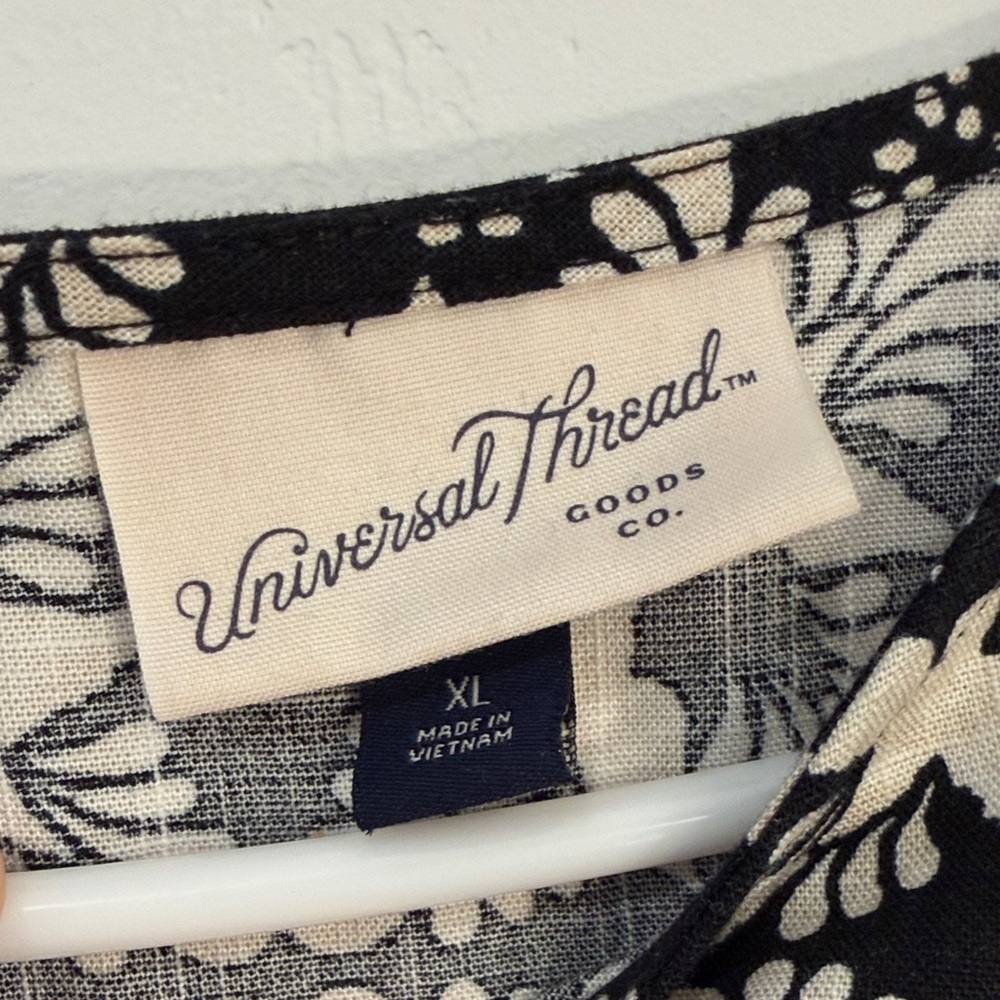 Universal Thread™
GOODS
CO.
XL
MADE IN
VIETNAM